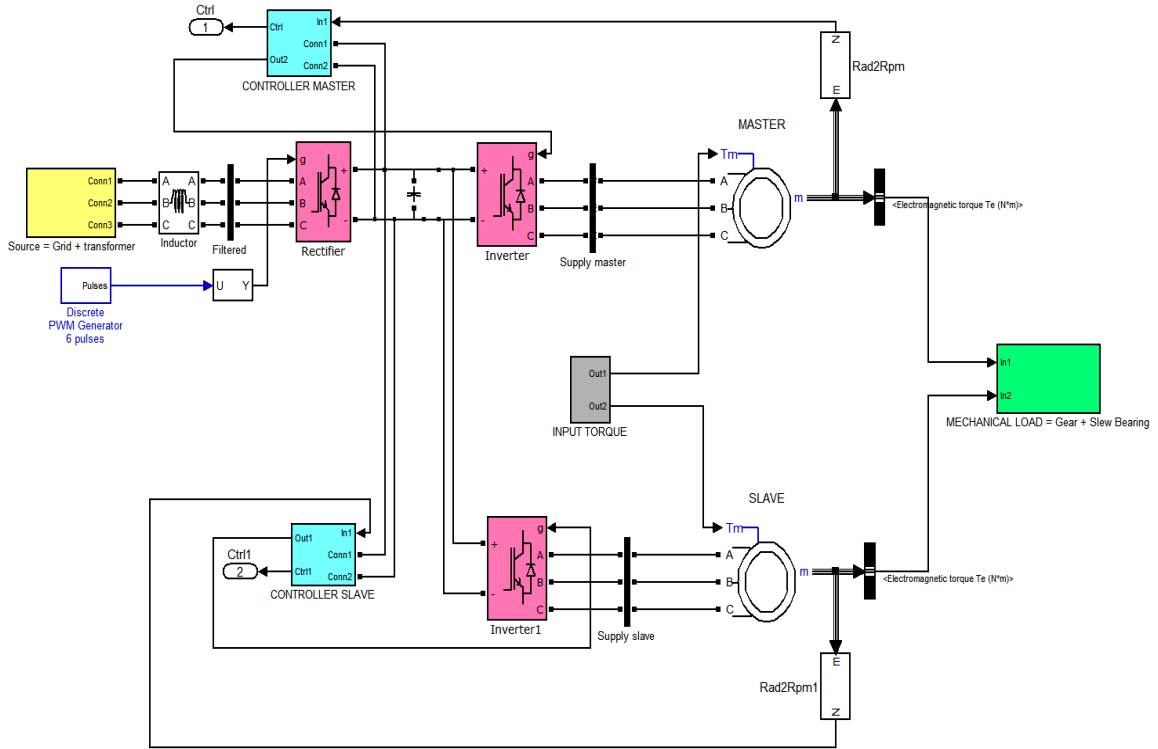 Ctrl
1
Ctrl
In1
Conn1
Out2
Conn2
CONTROLLER MASTER
N
m
Rad2Rpm
MASTER
Conn1
Conn2
Conn3
Source = Grid + transformer
A A
B B
C C
Inductor
Filtered
g
A
B
C
+
-
Rectifier
g
+
-
A
B
C
Inverter
Supply master
Tm
A
B
C
m
<Electromagnetic torque Te (N*m)>
Pulses
Discrete
PWM Generator
6 pulses
U Y
Out1
Out2
INPUT TORQUE
In1
In2
MECHANICAL LOAD = Gear + Slew Bearing
SLAVE
Out1
In1
Conn1
Ctrl1
Conn2
CONTROLLER SLAVE
Ctrl1
2
g
+
-
A
B
C
Inverter1
Supply slave
Tm
A
B
C
m
<Electromagnetic torque Te (N*m)>
m
N
Rad2Rpm1